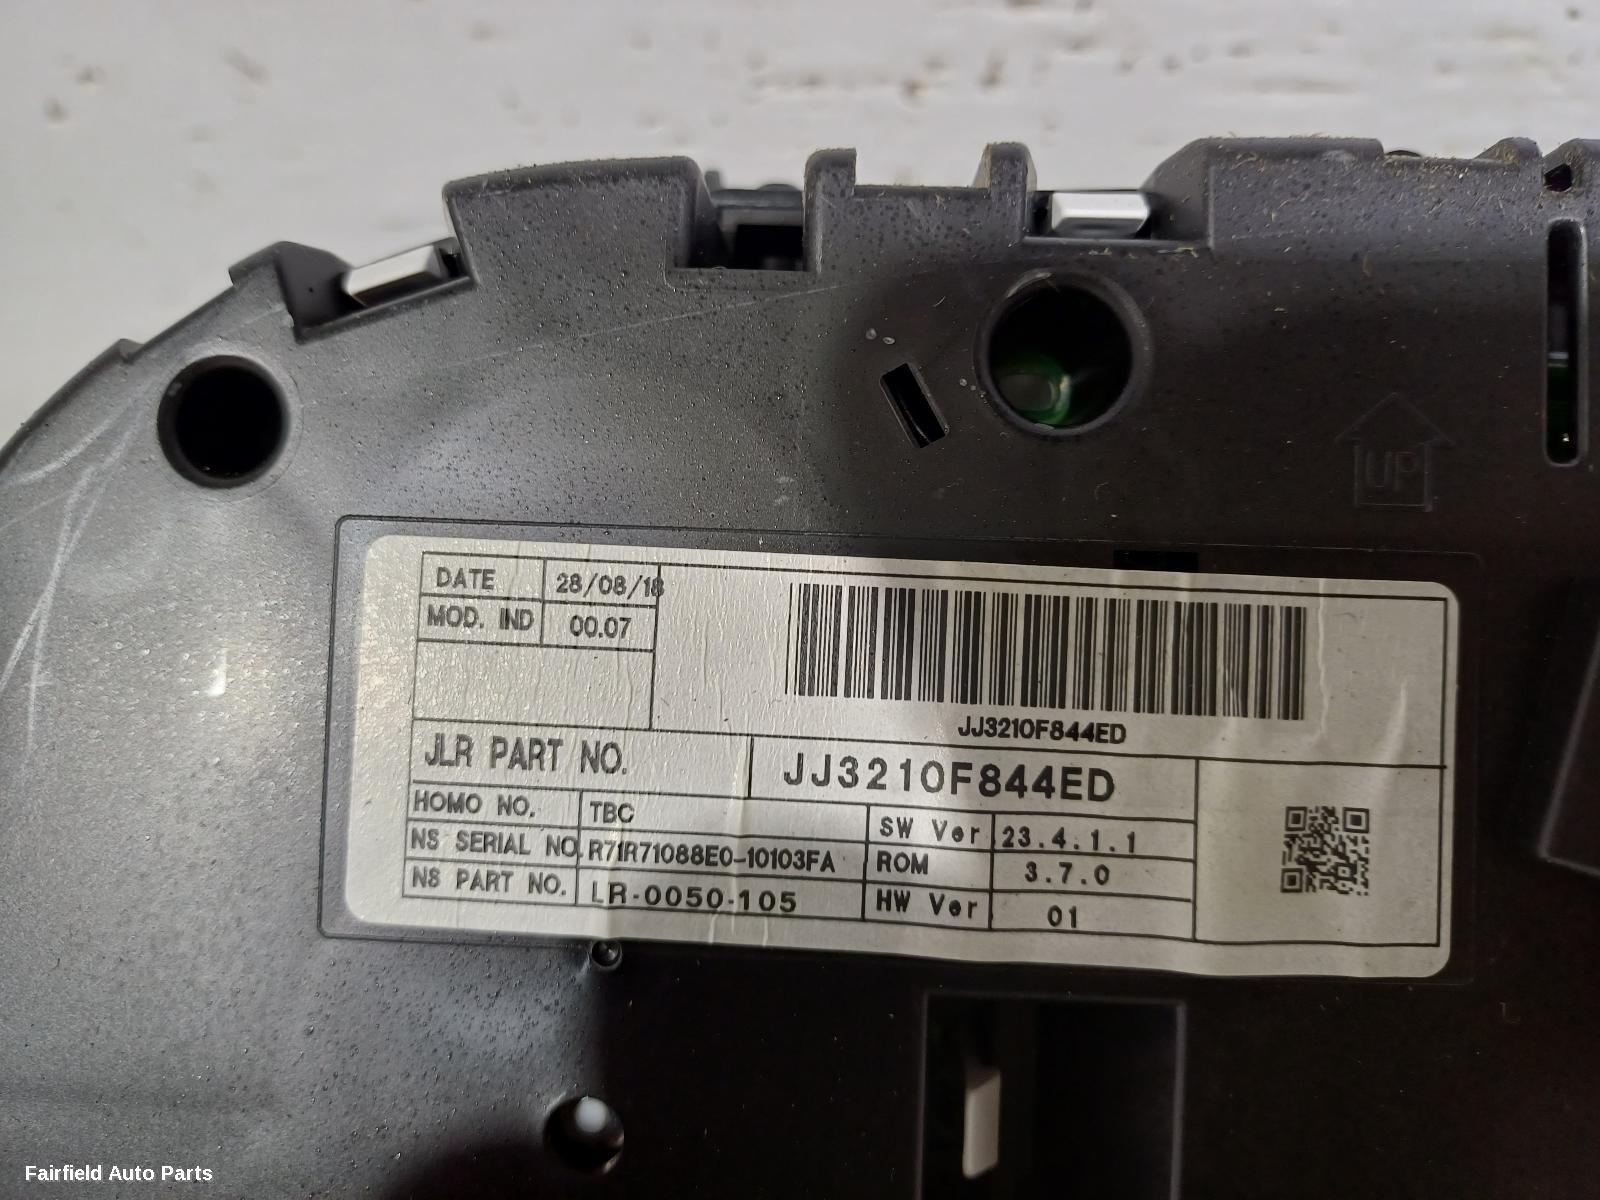 UP
DATE 28/08/18
MOD. IND 00.07
JJ3210F844ED
JLR PART NO. JJ3210F844ED
HOMO NO. TBC
SW Ver 23.4.1.1
NS SERIAL NO. R71R71088E0-10103FA
ROM 3.7.0
NS PART NO. LR-0050-105
HW Ver 01
Fairfield Auto Parts